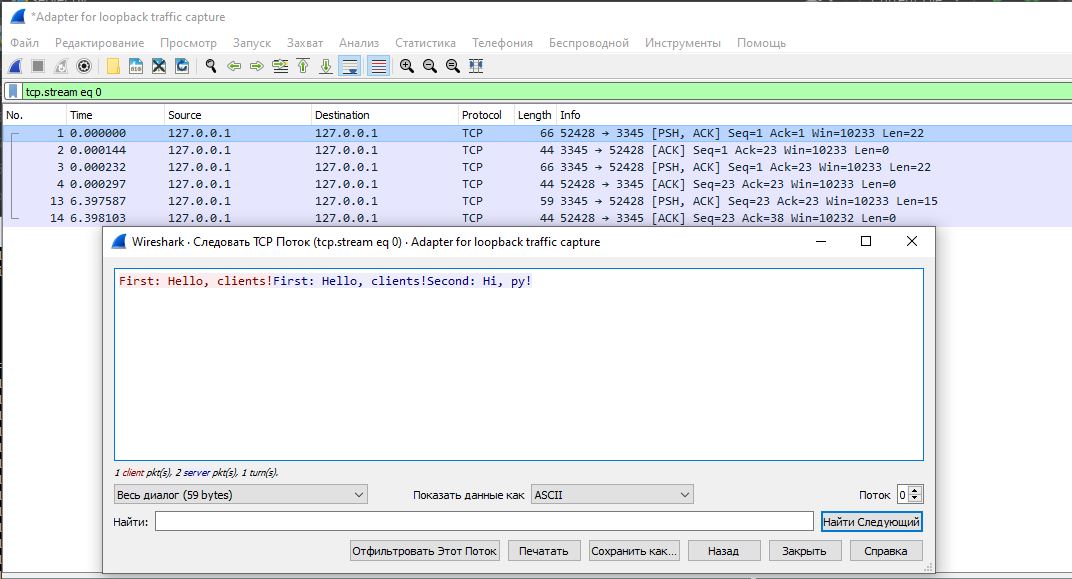 *Adapter for loopback traffic capture
Файл Редактирование Просмотр Запуск Захват Анализ Статистика Телефония Беспроводной Инструменты Помощь
tcp.stream eq 0
No. Time Source Destination Protocol Length Info
1 0.000000 127.0.0.1 127.0.0.1 TCP 66 52428 → 3345 [PSH, ACK] Seq=1 Ack=1 Win=10233 Len=22
2 0.000144 127.0.0.1 127.0.0.1 TCP 44 3345 → 52428 [ACK] Seq=1 Ack=23 Win=10233 Len=0
3 0.000232 127.0.0.1 127.0.0.1 TCP 66 3345 → 52428 [PSH, ACK] Seq=1 Ack=23 Win=10233 Len=22
4 0.000297 127.0.0.1 127.0.0.1 TCP 44 52428 → 3345 [ACK] Seq=23 Ack=23 Win=10233 Len=0
13 6.397587 127.0.0.1 127.0.0.1 TCP 59 3345 → 52428 [PSH, ACK] Seq=23 Ack=23 Win=10233 Len=15
14 6.398103 127.0.0.1 127.0.0.1 TCP 44 52428 → 3345 [ACK] Seq=23 Ack=38 Win=10232 Len=0
Wireshark · Следовать TCP Поток (tcp.stream eq 0) · Adapter for loopback traffic capture
First: Hello, clients!First: Hello, clients!Second: Hi, py!
1 client pkt(s), 2 server pkt(s), 1 turn(s).
Весь диалог (59 bytes) Показать данные как ASCII Поток 0
Найти: Найти Следующий
Отфильтровать Этот Поток Печатать Сохранить как... Назад Закрыть Справка